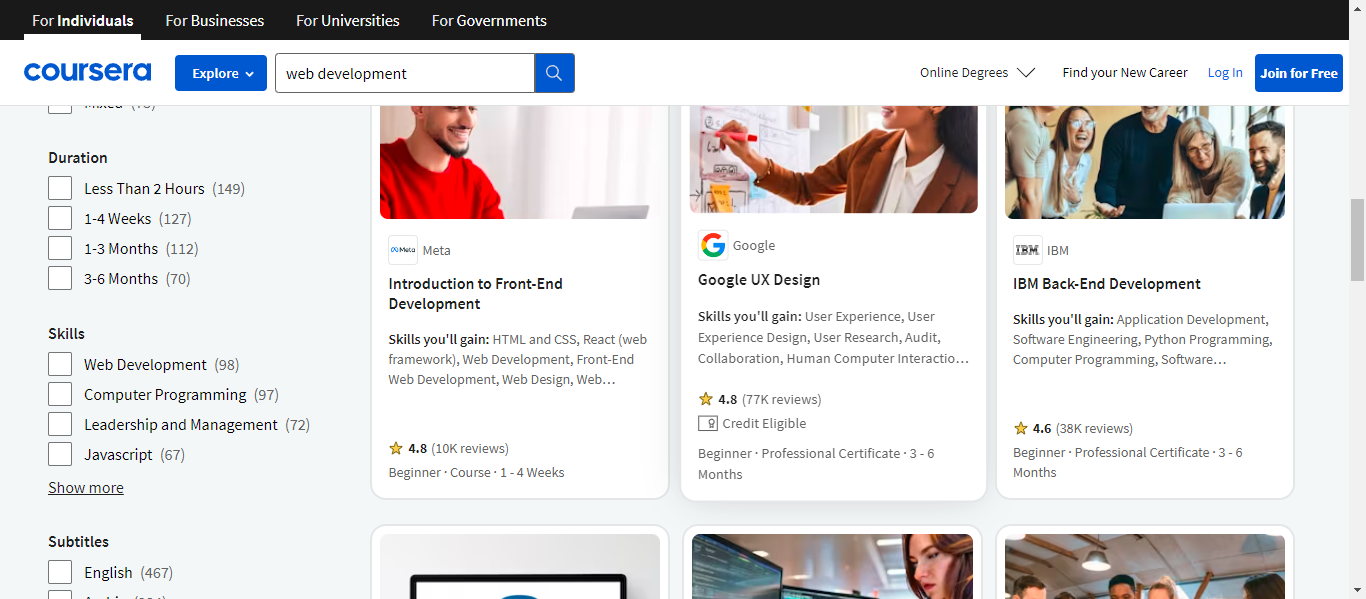 For Individuals
For Businesses
For Universities
For Governments
coursera
Explore
web development
Online Degrees
Find your New Career
Log In
Join for Free
Duration
Less Than 2 Hours (149)
1-4 Weeks (127)
1-3 Months (112)
3-6 Months (70)
Skills
Web Development (98)
Computer Programming (97)
Leadership and Management (72)
Javascript (67)
Show more
Subtitles
English (467)
Meta
Meta
Introduction to Front-End
Development
Skills you'll gain: HTML and CSS, React (web
framework), Web Development, Front-End
Web Development, Web Design, Web…
4.8 (10K reviews)
Beginner · Course · 1 - 4 Weeks
Google
Google UX Design
Skills you'll gain: User Experience, User
Experience Design, User Research, Audit,
Collaboration, Human Computer Interactio…
4.8 (77K reviews)
Credit Eligible
Beginner · Professional Certificate · 3 - 6
Months
IBM
IBM
IBM Back-End Development
Skills you'll gain: Application Development,
Software Engineering, Python Programming,
Computer Programming, Software…
4.6 (38K reviews)
Beginner · Professional Certificate · 3 - 6
Months